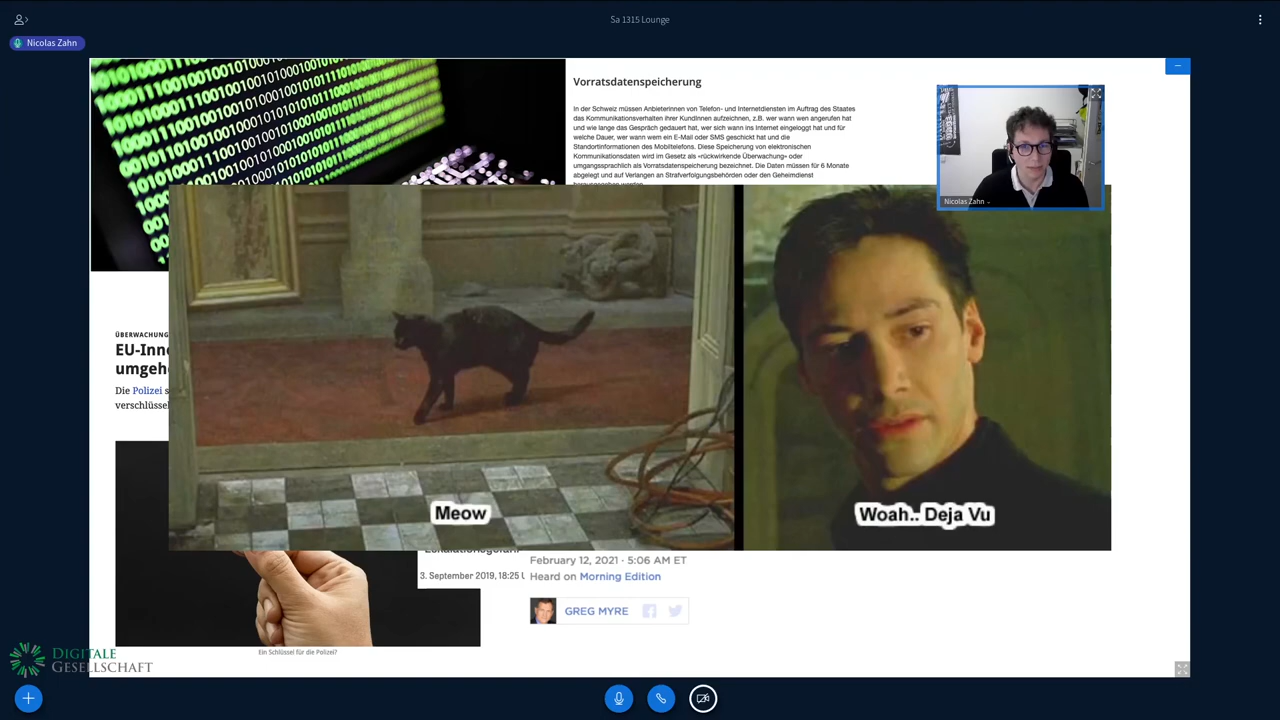 Sa 1315 Lounge
Nicolas Zahn
Vorratsdatenspeicherung
In der Schweiz müssen Anbieterinnen von Telefon- und Internetdiensten im Auftrag des Staates
das Kommunikationsverhalten ihrer KundInnen aufzeichnen, z.B. wer wann wen angerufen hat
und wie lange das Gespräch gedauert hat, wer sich wann ins Internet eingeloggt hat und für
welche Dauer, wer wann wem ein E-Mail oder SMS geschickt hat und die
Standortinformationen des Mobiltelefons. Diese Speicherung von elektronischen
Kommunikationsdaten wird im Gesetz als «rückwirkende Überwachung» oder
umgangssprachlich als Vorratsdatenspeicherung bezeichnet. Die Daten müssen für 6 Monate
abgelegt und auf Verlangen an Strafverfolgungsbehörden oder den Geheimdienst
Nicolas Zahn
ÜBERWACHUNG
EU-Inn
umgeh
Die Polizei s
verschlüssel
Meow
Woah.. Deja Vu
February 12, 2021 · 5:06 AM ET
3. September 2019, 18:25 U
Heard on Morning Edition
GREG MYRE
Ein Schlüssel für die Polizei?
DIGITALE
GESELLSCHAFT